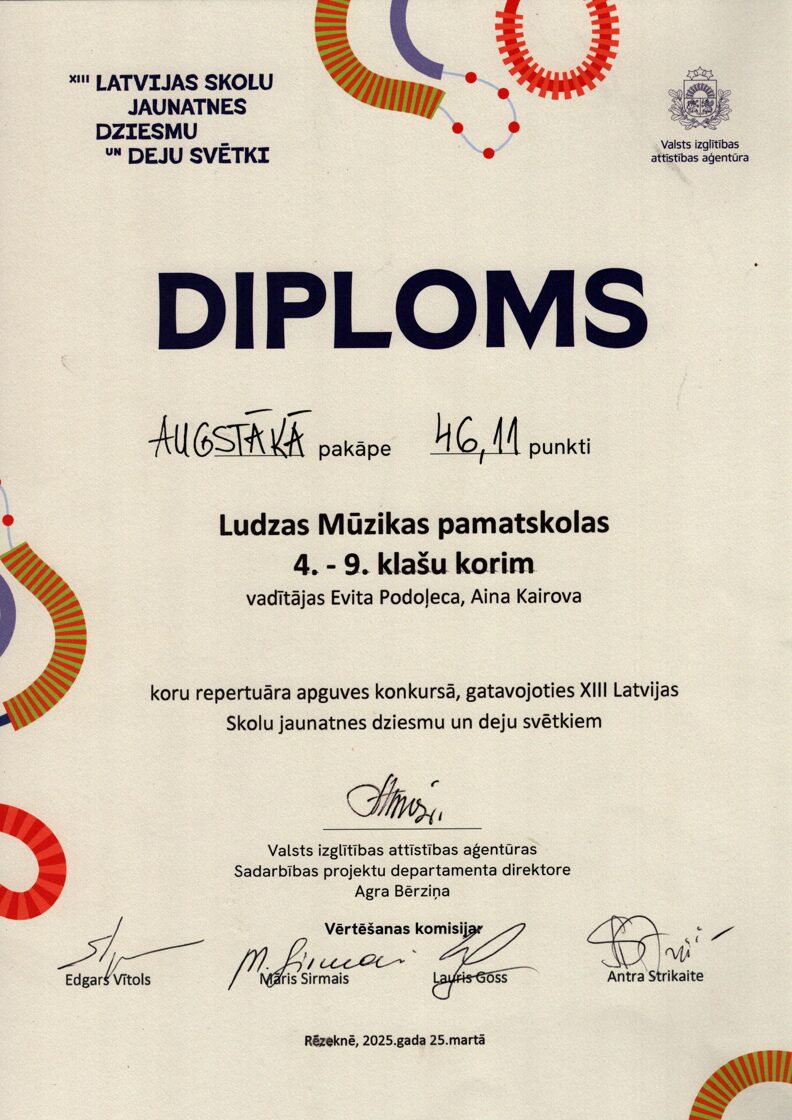 XIII LATVIJAS SKOLU
JAUNATNES
DZIESMU
UN DEJU SVĒTKI
Valsts izglītības
attīstības aģentūra
DIPLOMS
AUGSTĀKĀ pakāpe 46,11 punkti
Ludzas Mūzikas pamatskolas
4. - 9. klašu korim
vadītājas Evita Podoļeca, Aina Kairova
koru repertuāra apguves konkursā, gatavojoties XIII Latvijas
Skolu jaunatnes dziesmu un deju svētkiem
Valsts izglītības attīstības aģentūras
Sadarbības projektu departamenta direktore
Agra Bērziņa
Vērtēšanas komisija:
M. Sirmais
Edgars Vītols Māris Sirmais Lauris Goss Antra Strikaite
Rēzeknē, 2025.gada 25.martā